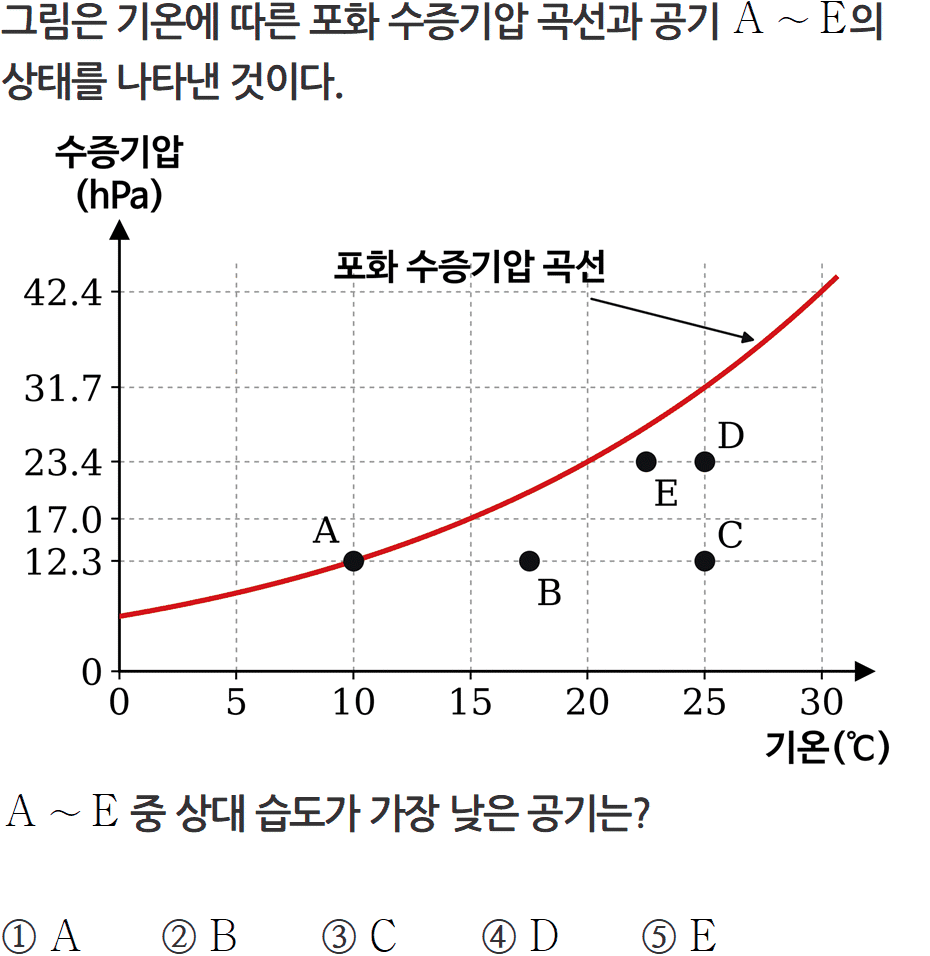 그림은 기온에 따른 포화 수증기압 곡선과 공기 A ~ E의
상태를 나타낸 것이다.
수증기압
(hPa)
포화 수증기압 곡선
42.4
31.7
23.4
17.0
12.3
0
A
B
C
D
E
0 5 10 15 20 25 30
기온(℃)
A ~ E 중 상대 습도가 가장 낮은 공기는?
① A ② B ③ C ④ D ⑤ E